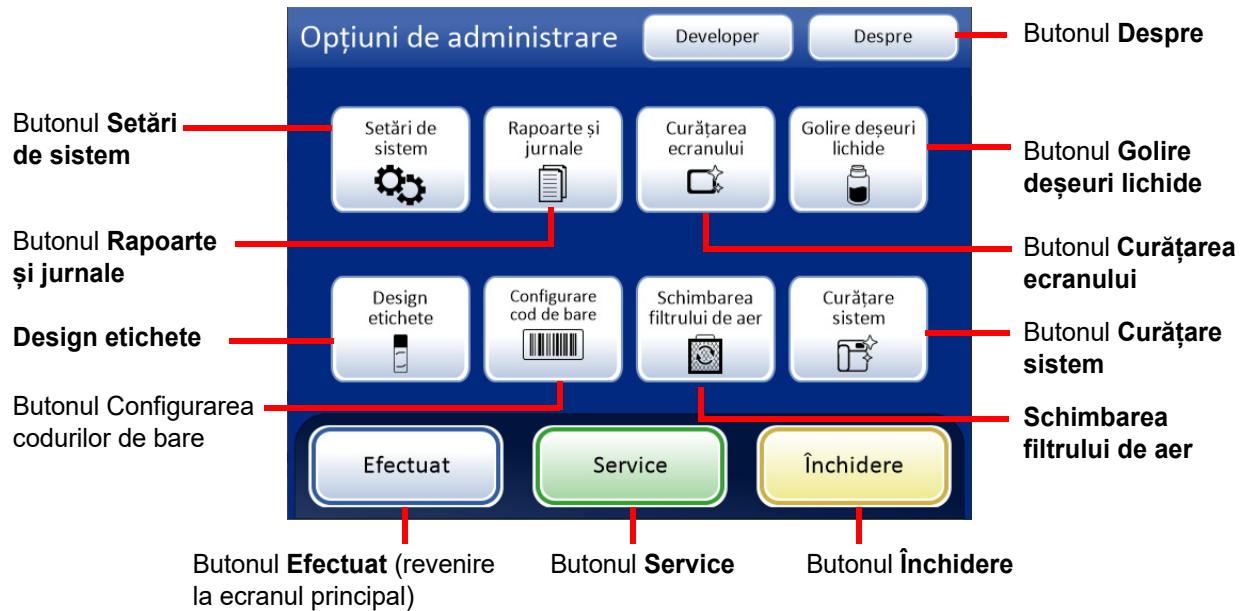 Opțiuni de administrare
Developer
Despre
Butonul Despre
Butonul Setări
de sistem
Setări de
sistem
Rapoarte și
jurnale
Curățarea
ecranului
Golire deșeuri
lichide
Butonul Golire
deșeuri lichide
Butonul Rapoarte
și jurnale
Butonul Curățarea
ecranului
Design etichete
Design
etichete
Configurare
cod de bare
Schimbarea
filtrului de aer
Curățare
sistem
Butonul Curățare
sistem
Butonul Configurarea
codurilor de bare
Schimbarea
filtrului de aer
Efectuat
Service
Închidere
Butonul Efectuat (revenire
la ecranul principal)
Butonul Service
Butonul Închidere